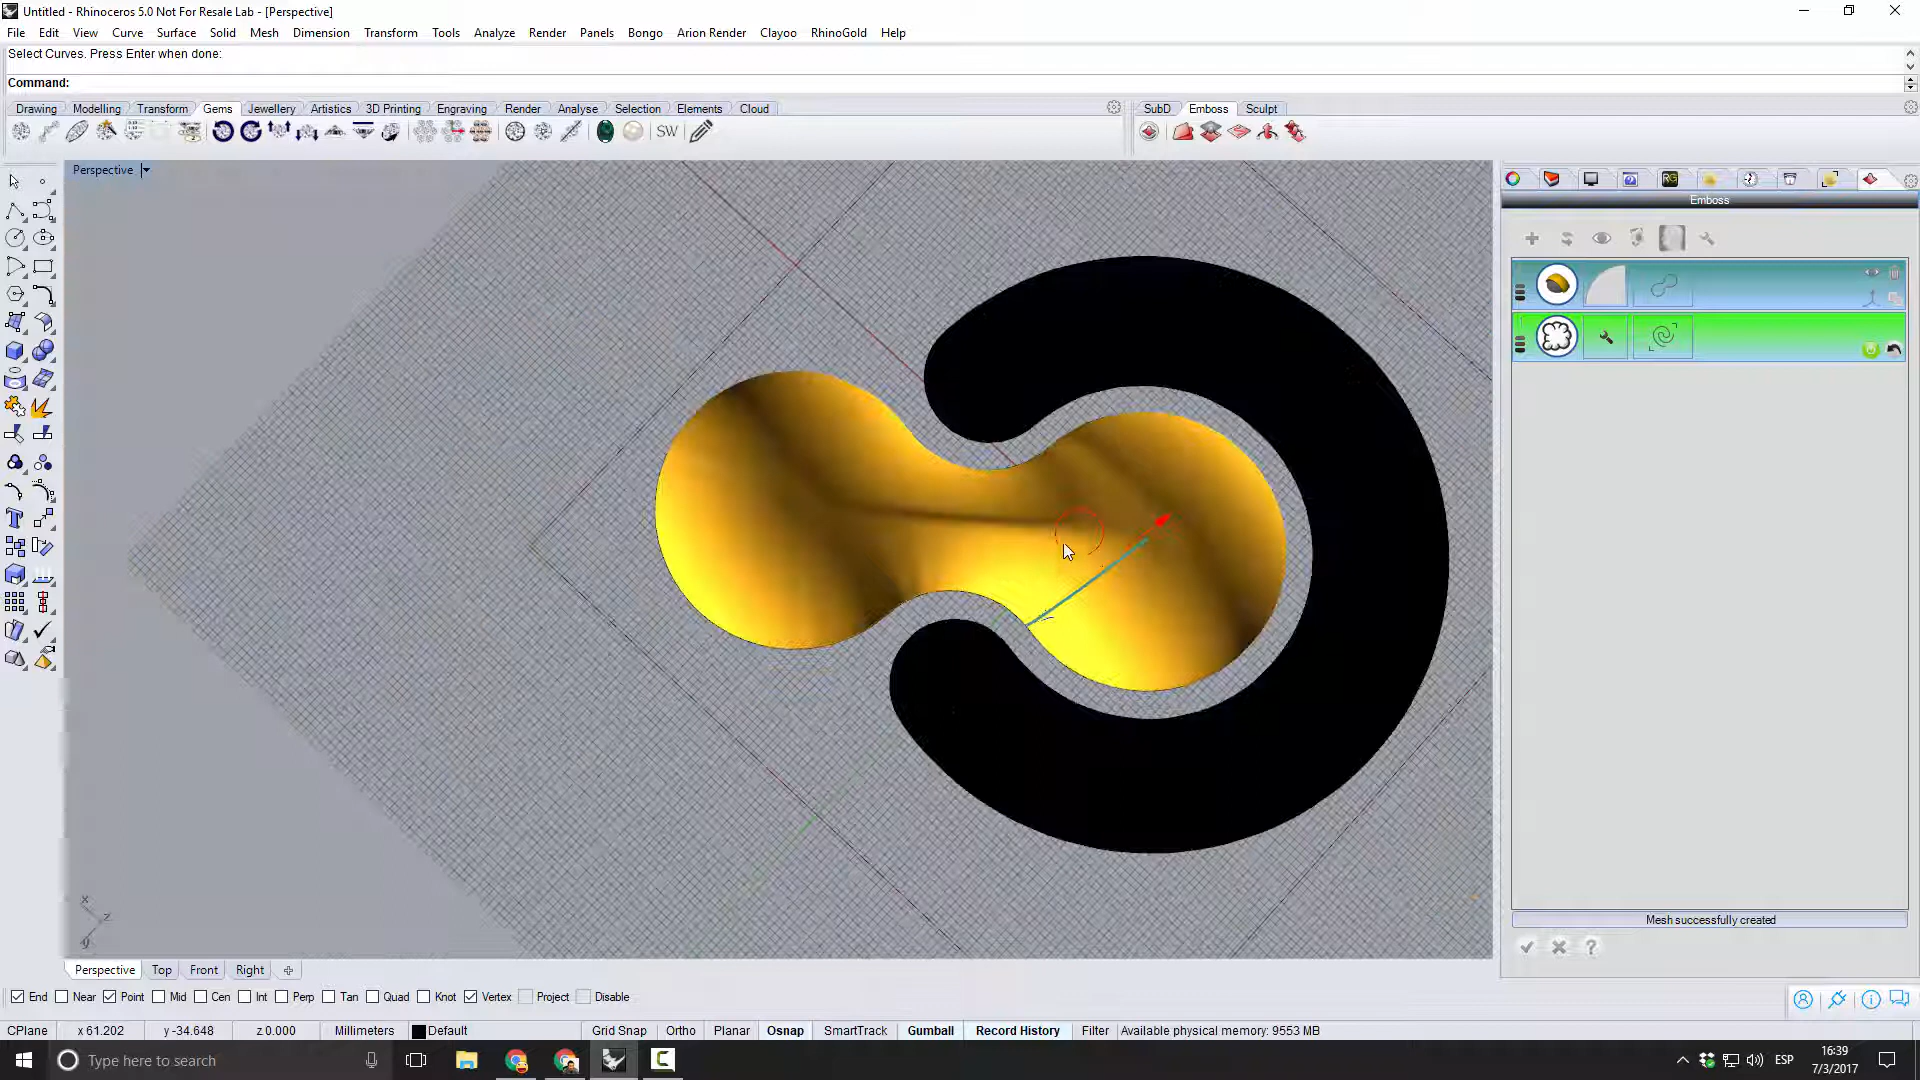 Untitled - Rhinoceros 5.0 Not For Resale Lab - [Perspective]
File Edit View Curve Surface Solid Mesh Dimension Transform Tools Analyze Render Panels Bongo Arion Render Clayoo RhinoGold Help
Select Curves. Press Enter when done:
Command:
Drawing Modelling Transform Gems Jewellery Artistics 3D Printing Engraving Render Analyse Selection Elements Cloud SubD Emboss Sculpt
SW
RG
Perspective
Emboss
Mesh successfully created
x
z
y
Perspective Top Front Right
End Near Point Mid Cen Int Perp Tan Quad Knot Vertex Project Disable
CPlane x 61.202 y -34.648 z 0.000 Millimeters Default Grid Snap Ortho Planar Osnap SmartTrack Gumball Record History Filter Available physical memory: 9553 MB
Type here to search
ESP
16:39
7/3/2017